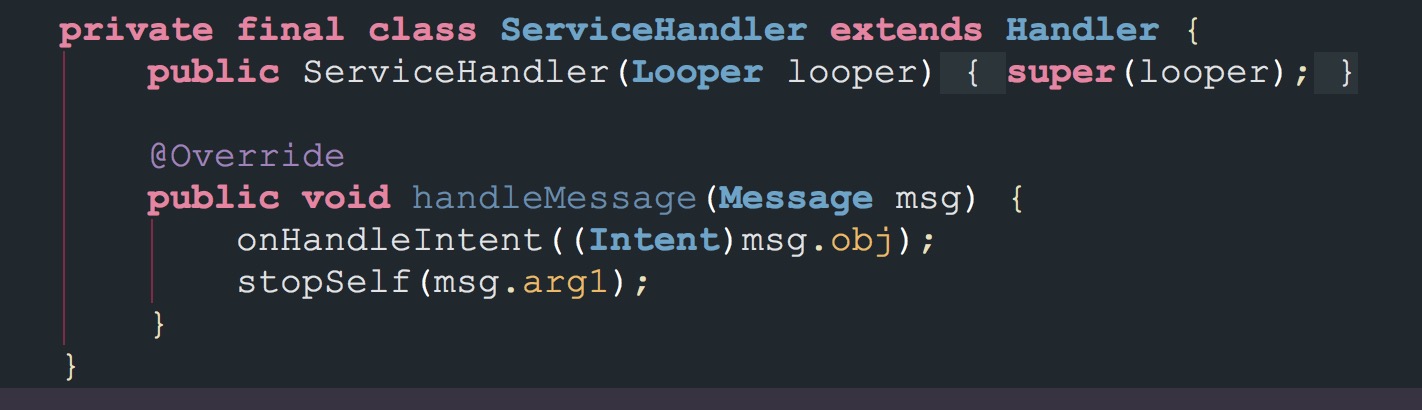 private final class ServiceHandler extends Handler {
    public ServiceHandler(Looper looper) { super(looper); }

    @Override
    public void handleMessage(Message msg) {
        onHandleIntent((Intent)msg.obj);
        stopSelf(msg.arg1);
    }
}